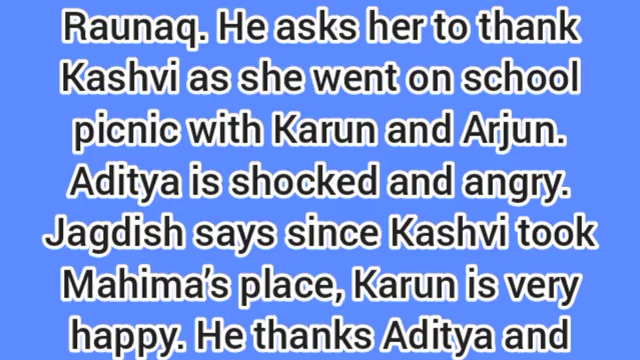 Raunaq. He asks her to thank
Kashvi as she went on school
picnic with Karun and Arjun.
Aditya is shocked and angry.
Jagdish says since Kashvi took
Mahima's place, Karun is very
happy. He thanks Aditya and